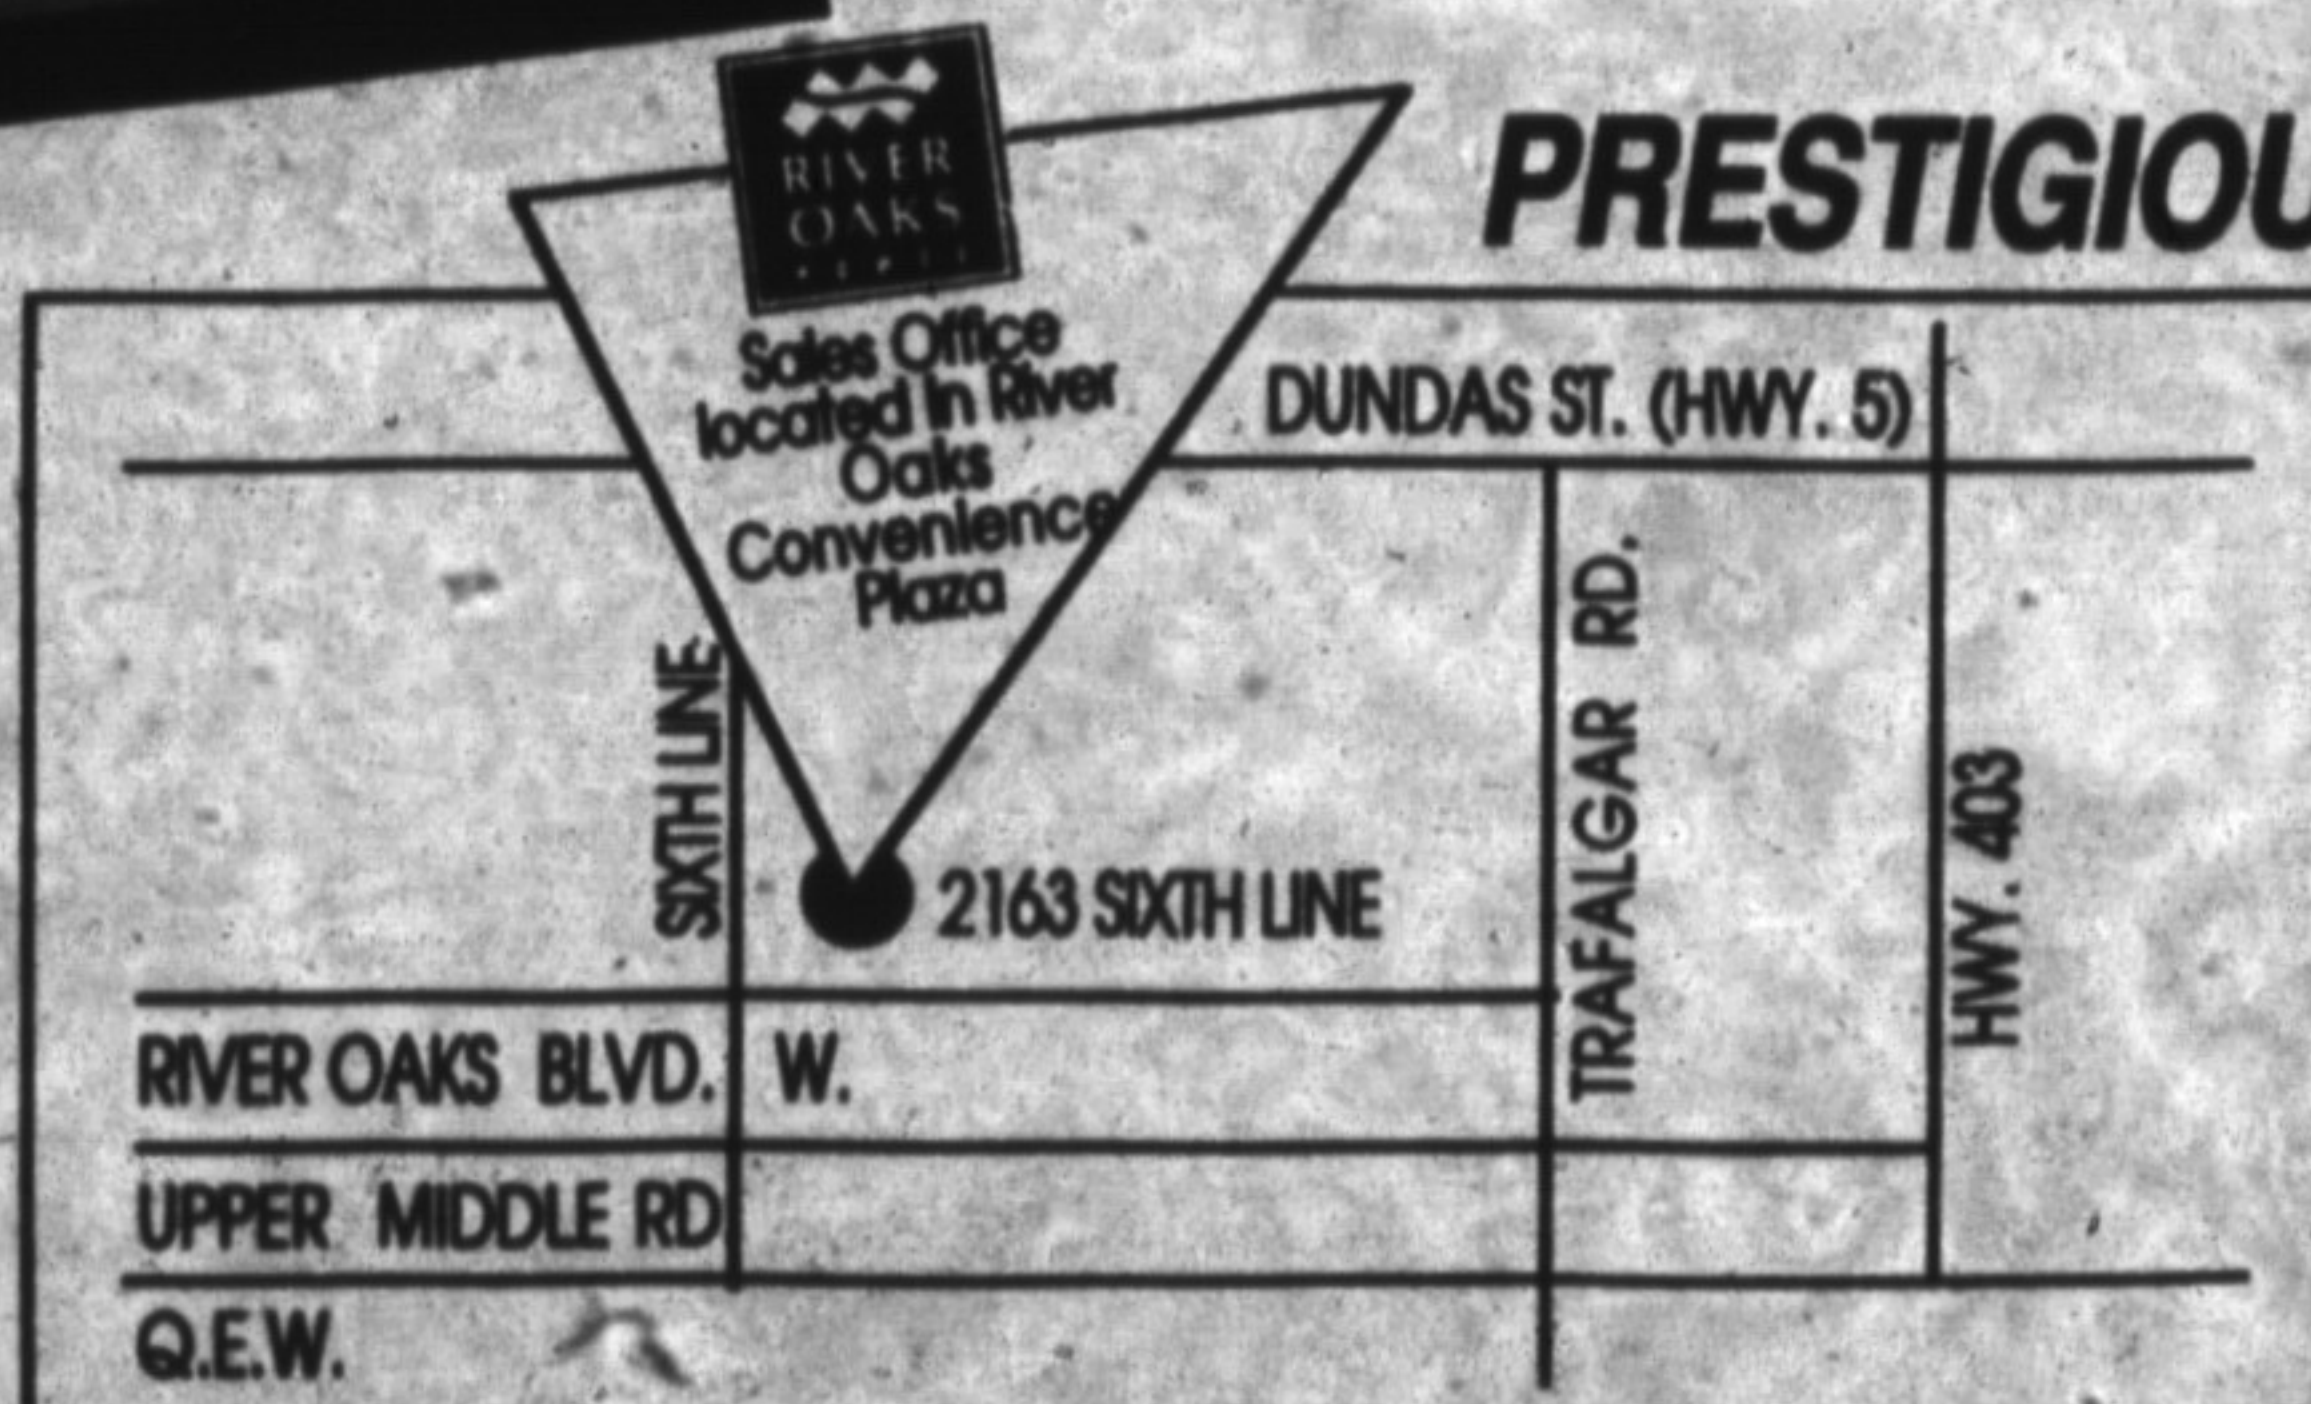 RIVER
OAKS
PRESTIGIOU
Sales Office
located in River
Oaks
Convenience
Plaza
DUNDAS ST. (HWY. 5)
SIXTH LINE
TRAFALGAR RD.
HWY. 403
2163 SIXTH LINE
RIVER OAKS BLVD. W.
UPPER MIDDLE RD
Q.E.W.